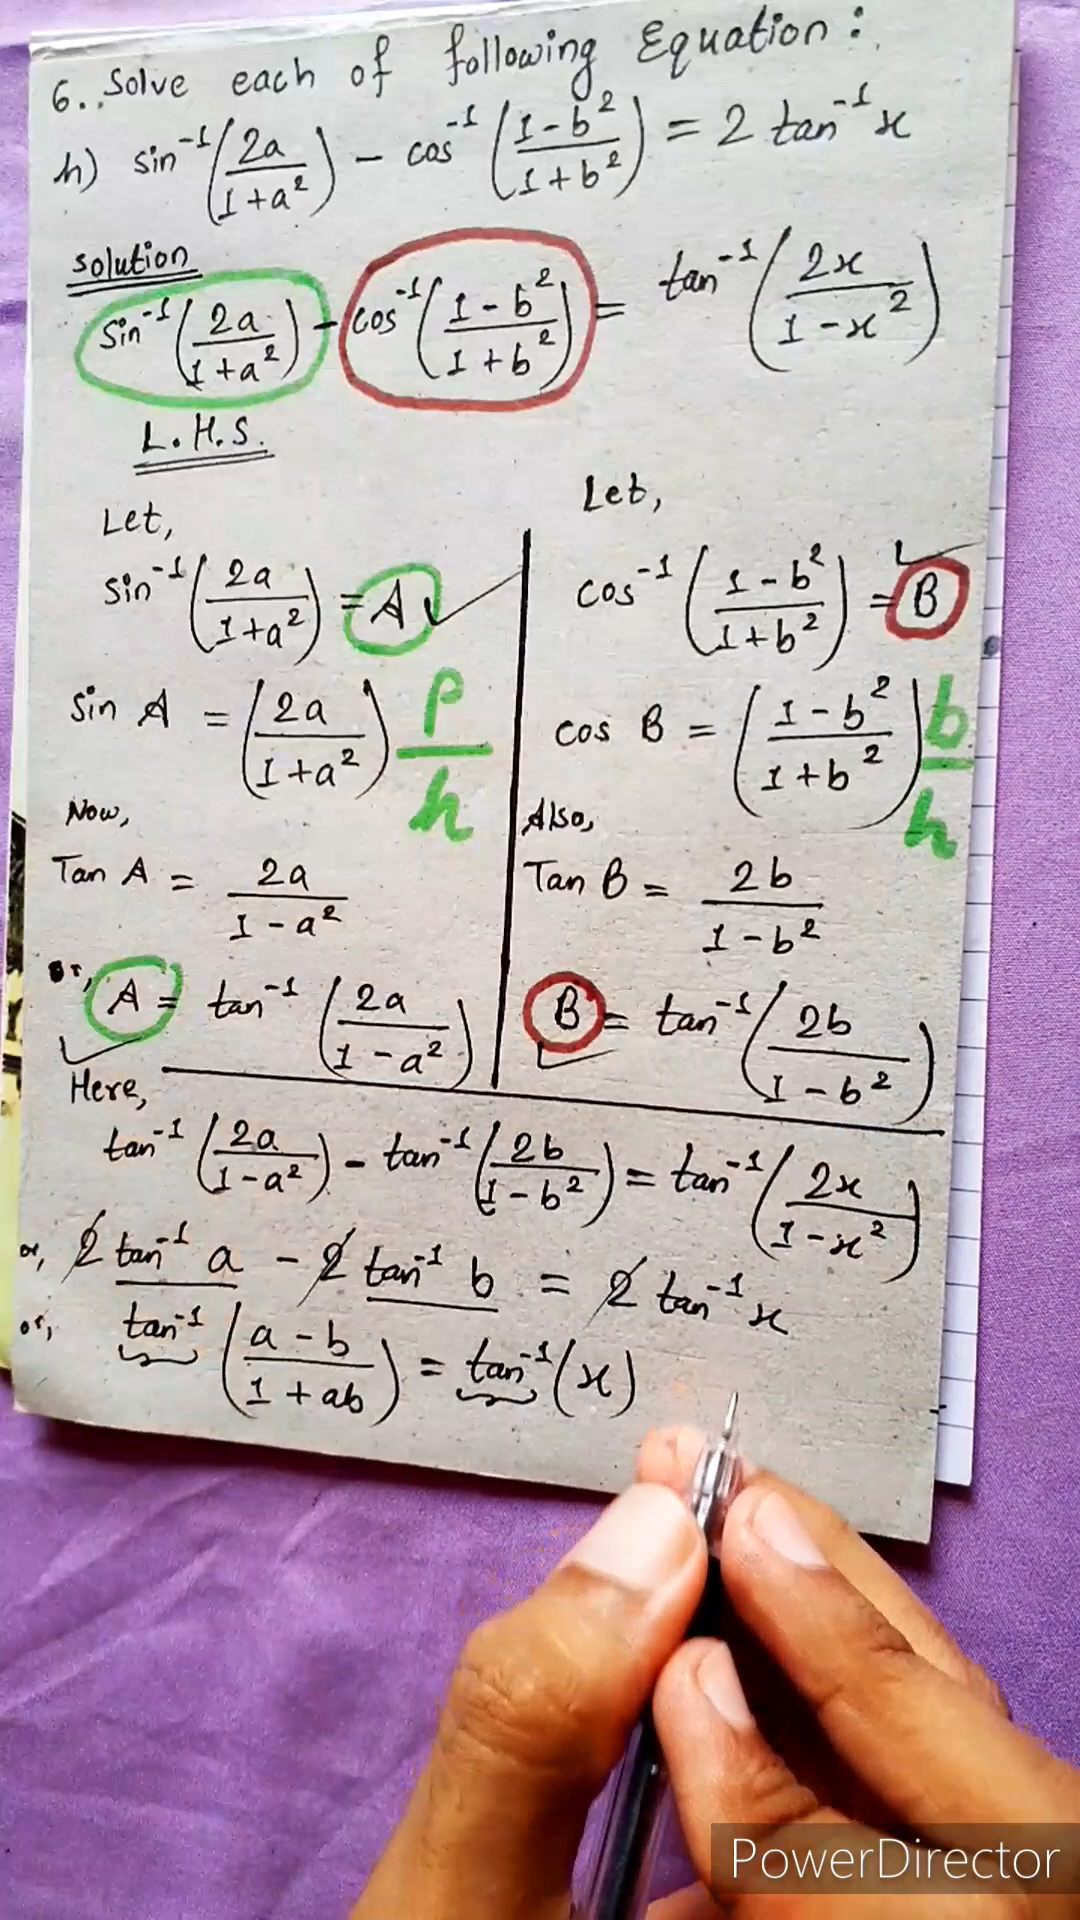 6.. Solve each of following Equation:
h) sin⁻¹(2a/1+a²) - cos⁻¹(1-b²/1+b²) = 2 tan⁻¹ x
solution
Sin⁻¹(2a/1+a²) - cos⁻¹(1-b²/1+b²) = tan⁻¹(2x/1-x²)
L.H.S.
Let,
sin⁻¹(2a/1+a²) = A ✓
sin A = (2a/1+a²) p/h
Now,
Tan A = 2a/1-a²
or, A = tan⁻¹(2a/1-a²)
Let,
cos⁻¹(1-b²/1+b²) = B ✓
cos B = (1-b²/1+b²) b/h
Also,
Tan B = 2b/1-b²
B = tan⁻¹(2b/1-b²)
Here,
tan⁻¹(2a/1-a²) - tan⁻¹(2b/1-b²) = tan⁻¹(2x/1-x²)
or, 2 tan⁻¹ a - 2 tan⁻¹ b = 2 tan⁻¹ x
or, tan⁻¹(a-b/1+ab) = tan⁻¹(x)
PowerDirector